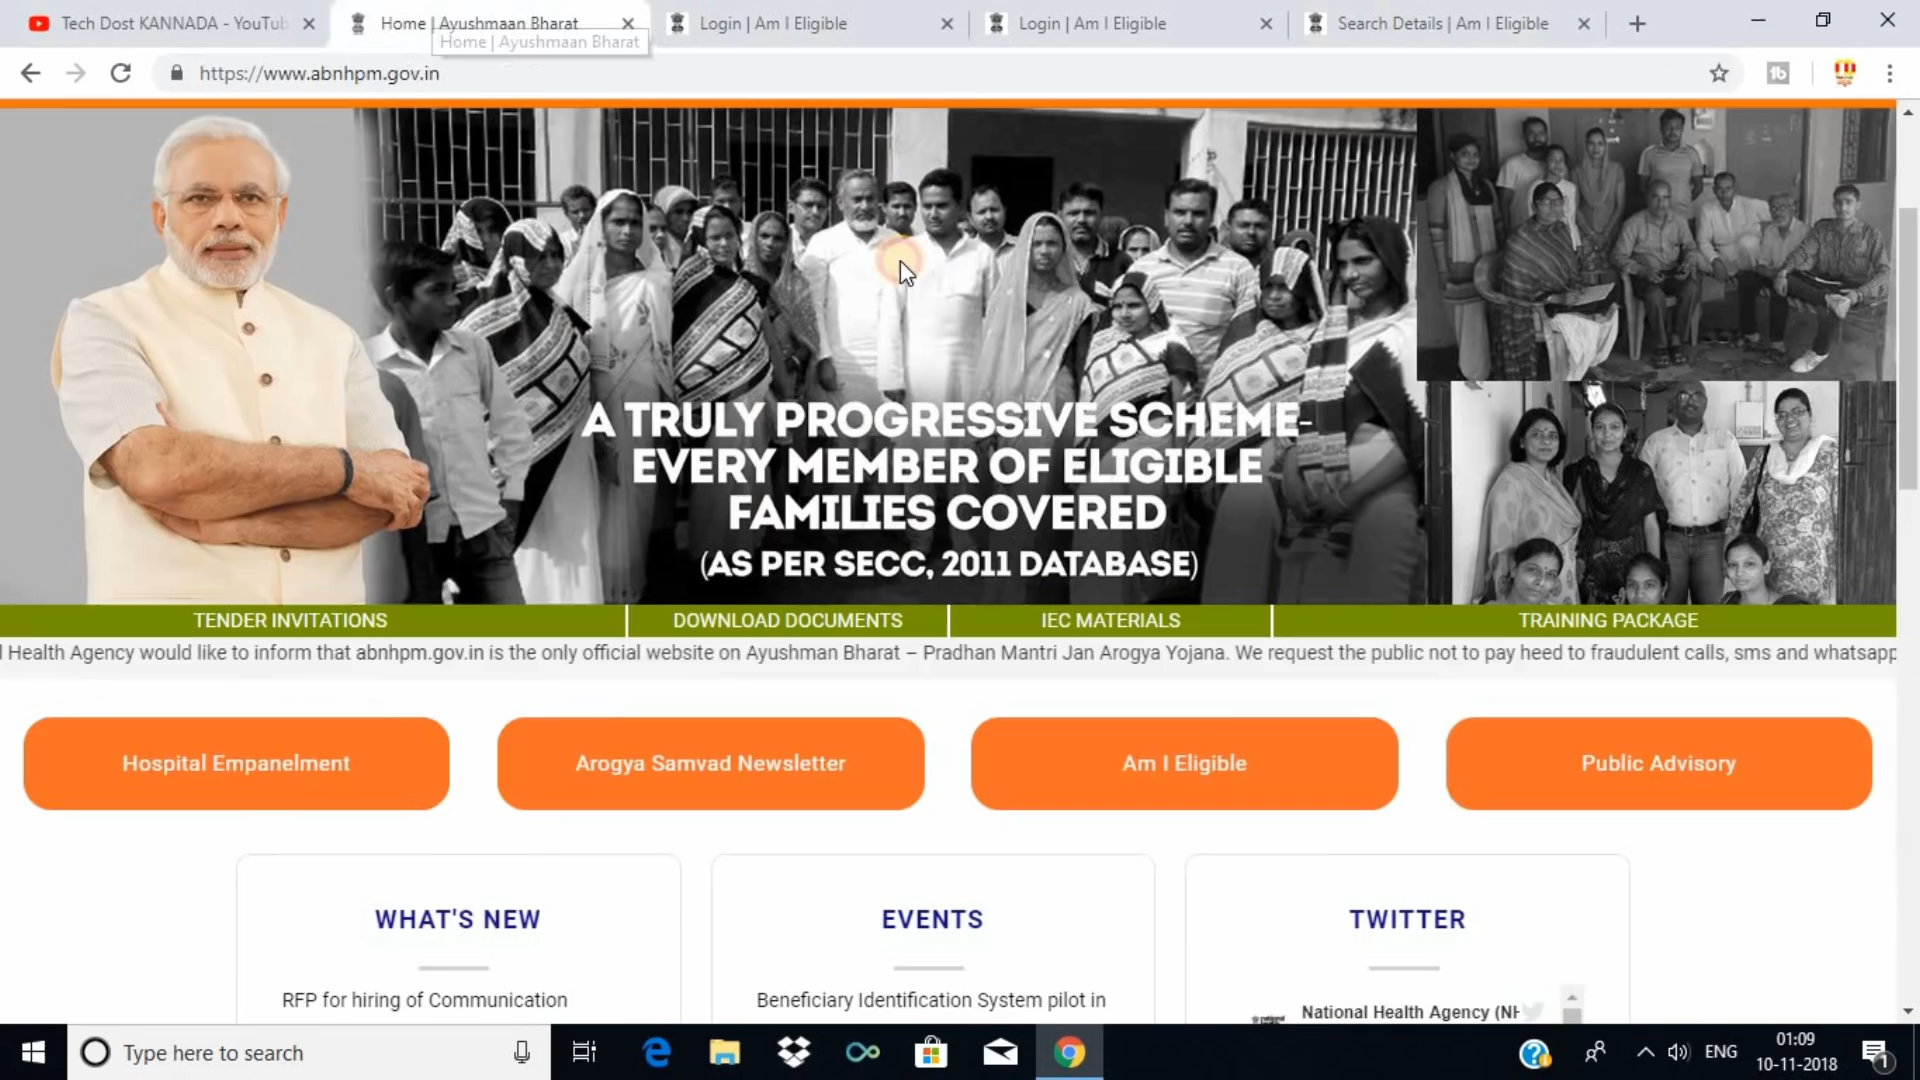 Tech Dost KANNADA - YouTub
Home | Ayushmaan Bharat
Login | Am I Eligible
Login | Am I Eligible
Search Details | Am I Eligible
Home | Ayushmaan Bharat
https://www.abnhpm.gov.in
A TRULY PROGRESSIVE SCHEME-
EVERY MEMBER OF ELIGIBLE
FAMILIES COVERED
(AS PER SECC, 2011 DATABASE)
TENDER INVITATIONS
DOWNLOAD DOCUMENTS
IEC MATERIALS
TRAINING PACKAGE
l Health Agency would like to inform that abnhpm.gov.in is the only official website on Ayushman Bharat – Pradhan Mantri Jan Arogya Yojana. We request the public not to pay heed to fraudulent calls, sms and whatsapp
Hospital Empanelment
Arogya Samvad Newsletter
Am I Eligible
Public Advisory
WHAT'S NEW
EVENTS
TWITTER
RFP for hiring of Communication
Beneficiary Identification System pilot in
National Health Agency (NH
Type here to search
ENG
01:09
10-11-2018
1